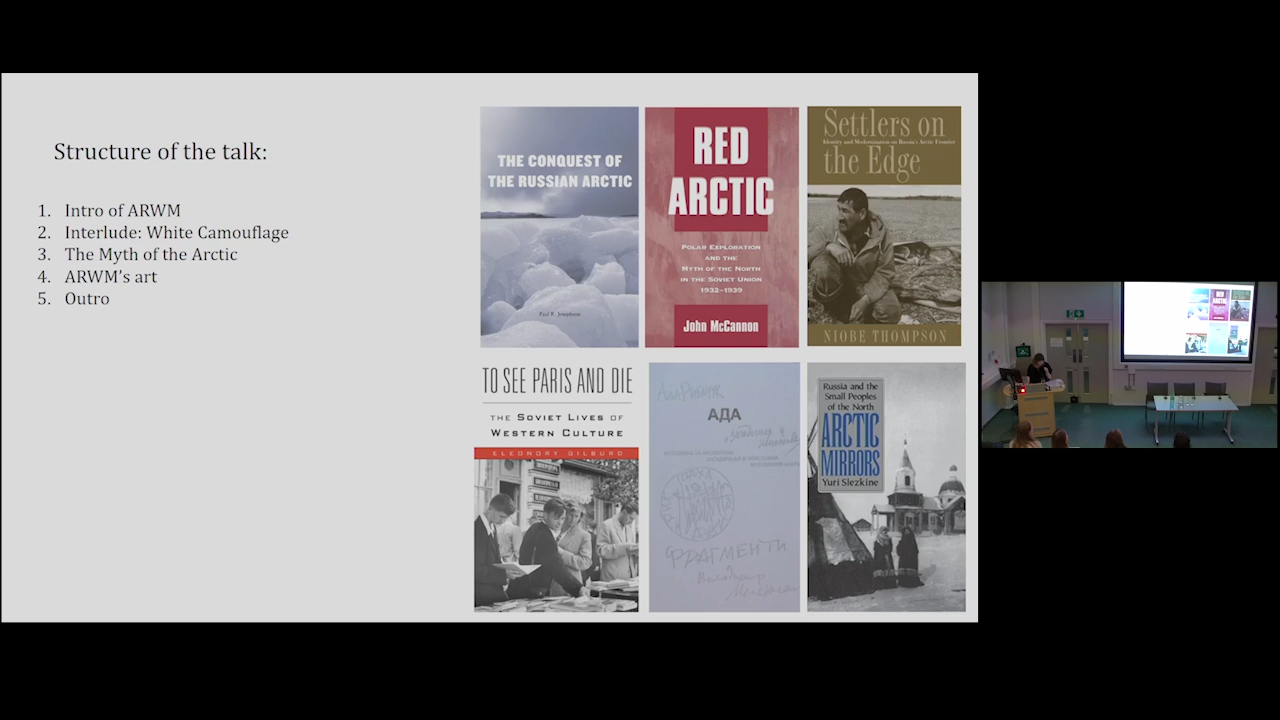 Structure of the talk:
1. Intro of ARWM
2. Interlude: White Camouflage
3. The Myth of the Arctic
4. ARWM's art
5. Outro
THE CONQUEST OF
THE RUSSIAN ARCTIC
Paul R. Josephson
RED
ARCTIC
POLAR EXPLORATION
AND THE
MYTH OF THE NORTH
IN THE SOVIET UNION
1932–1939
John McCannon
Settlers on
Identity and Modernization on Russia's Arctic Frontier
the Edge
NIOBE THOMPSON
TO SEE PARIS AND DIE
THE SOVIET LIVES OF
WESTERN CULTURE
ELEONORY GILBURD
АДА
ФРАГМЕНТИ
Russia and the
Small Peoples
of the North
ARCTIC
MIRRORS
Yuri Slezkine